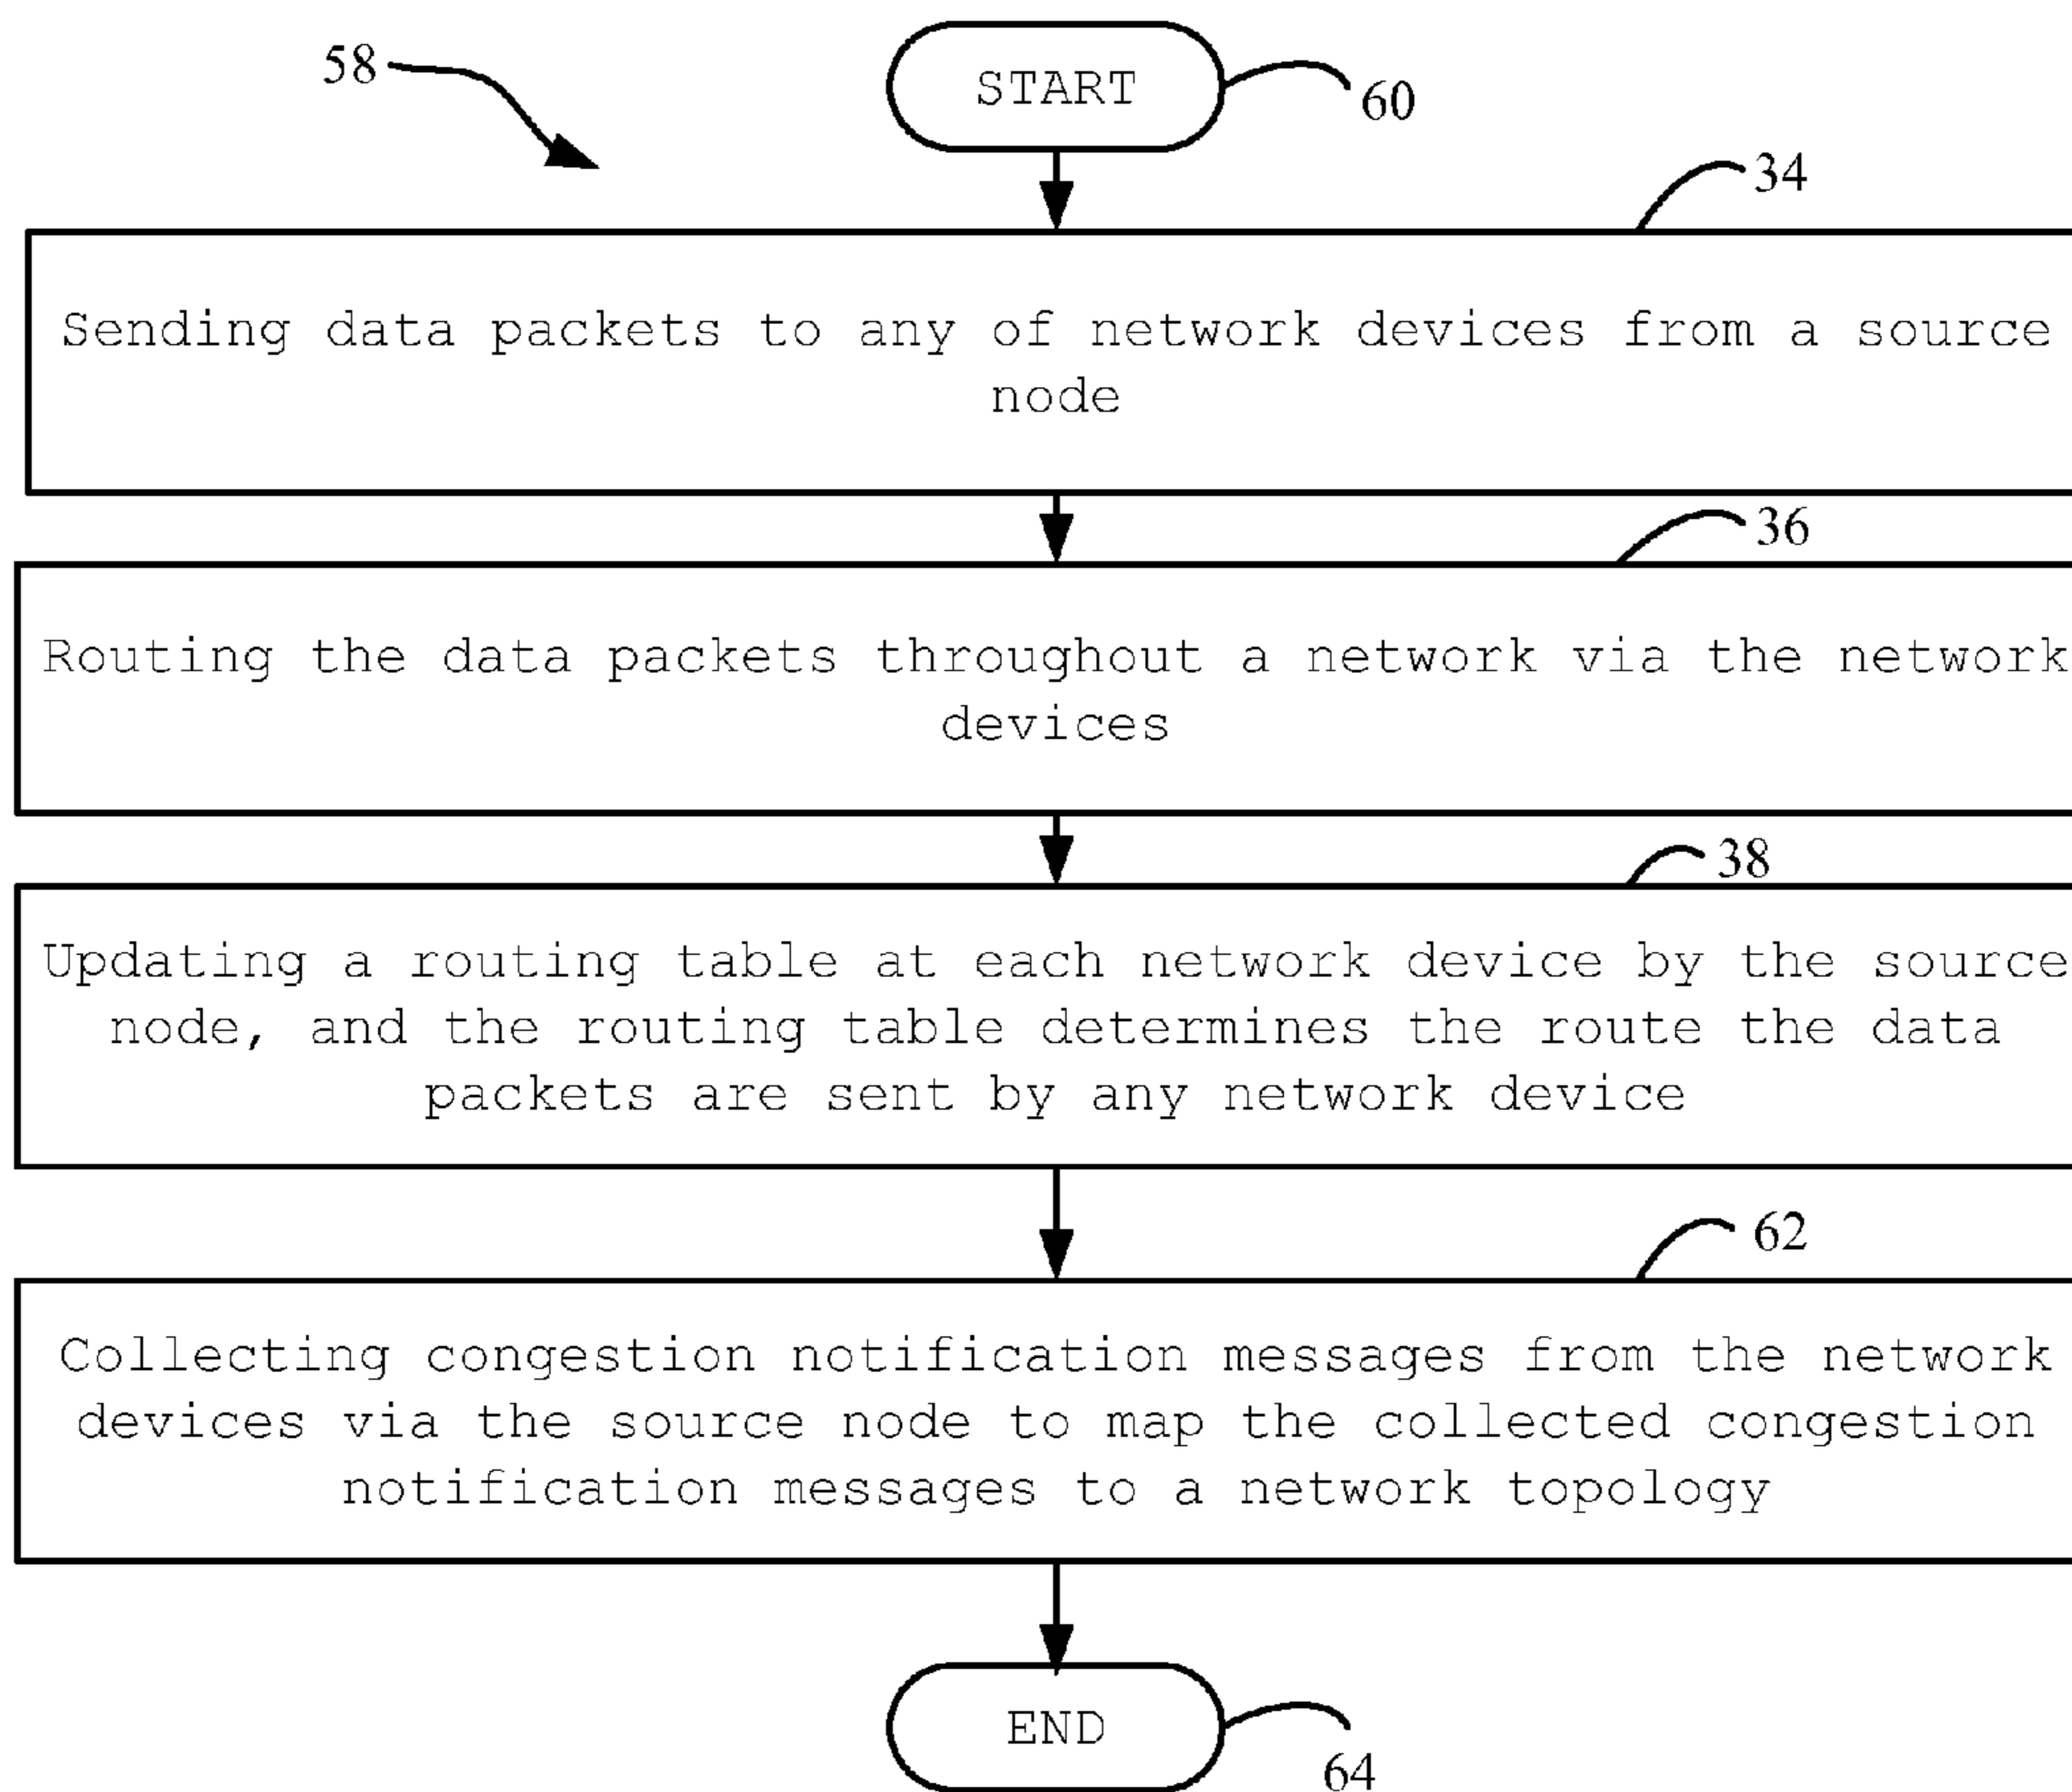 58
START
60
34
Sending data packets to any of network devices from a source
node
36
Routing the data packets throughout a network via the network
devices
38
Updating a routing table at each network device by the source
node, and the routing table determines the route the data
packets are sent by any network device
62
Collecting congestion notification messages from the network
devices via the source node to map the collected congestion
notification messages to a network topology
END
64